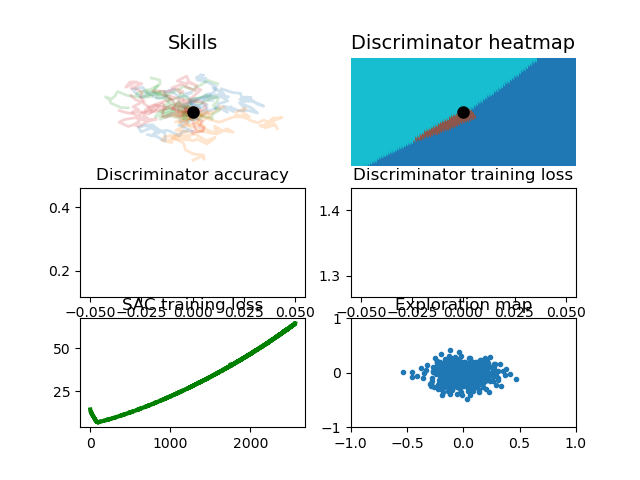 Skills
Discriminator heatmap
Discriminator accuracy
0.4
0.2
−0.050 −0.025 0.000 0.025 0.050
Discriminator training loss
1.4
1.3
−0.050 −0.025 0.000 0.025 0.050
SAC training loss
50
25
0 1000 2000
Exploration map
1
0
−1
−1.0 −0.5 0.0 0.5 1.0